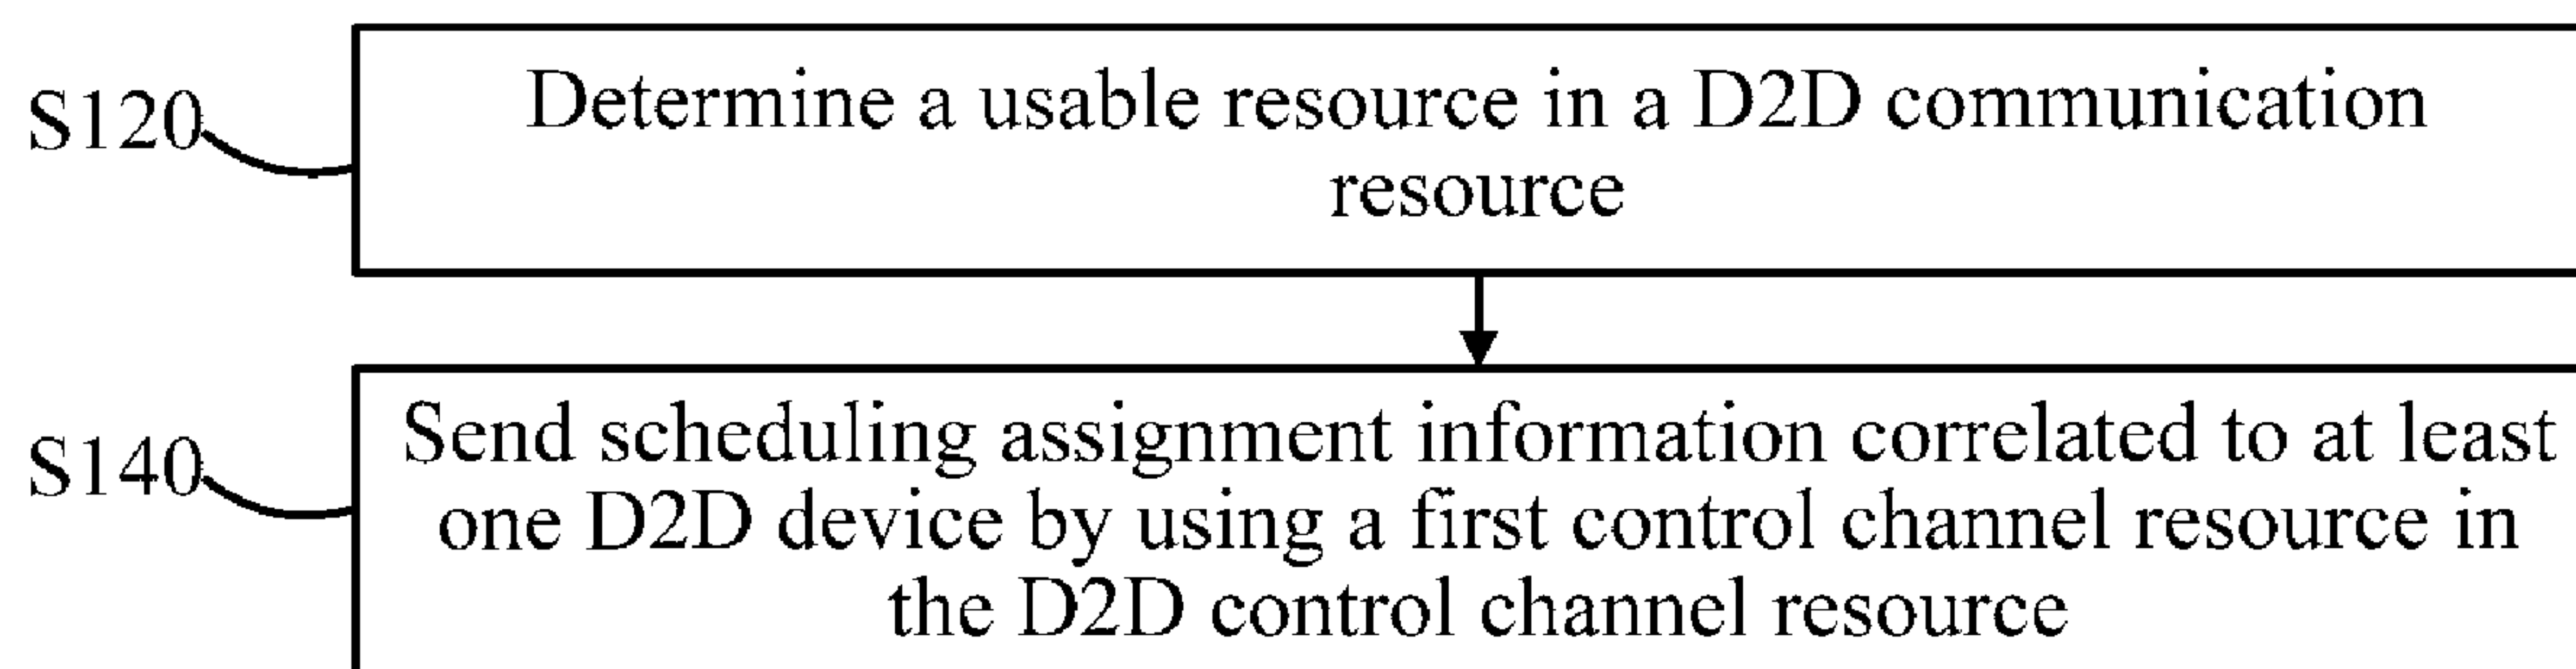 S120
Determine a usable resource in a D2D communication
resource
S140
Send scheduling assignment information correlated to at least
one D2D device by using a first control channel resource in
the D2D control channel resource